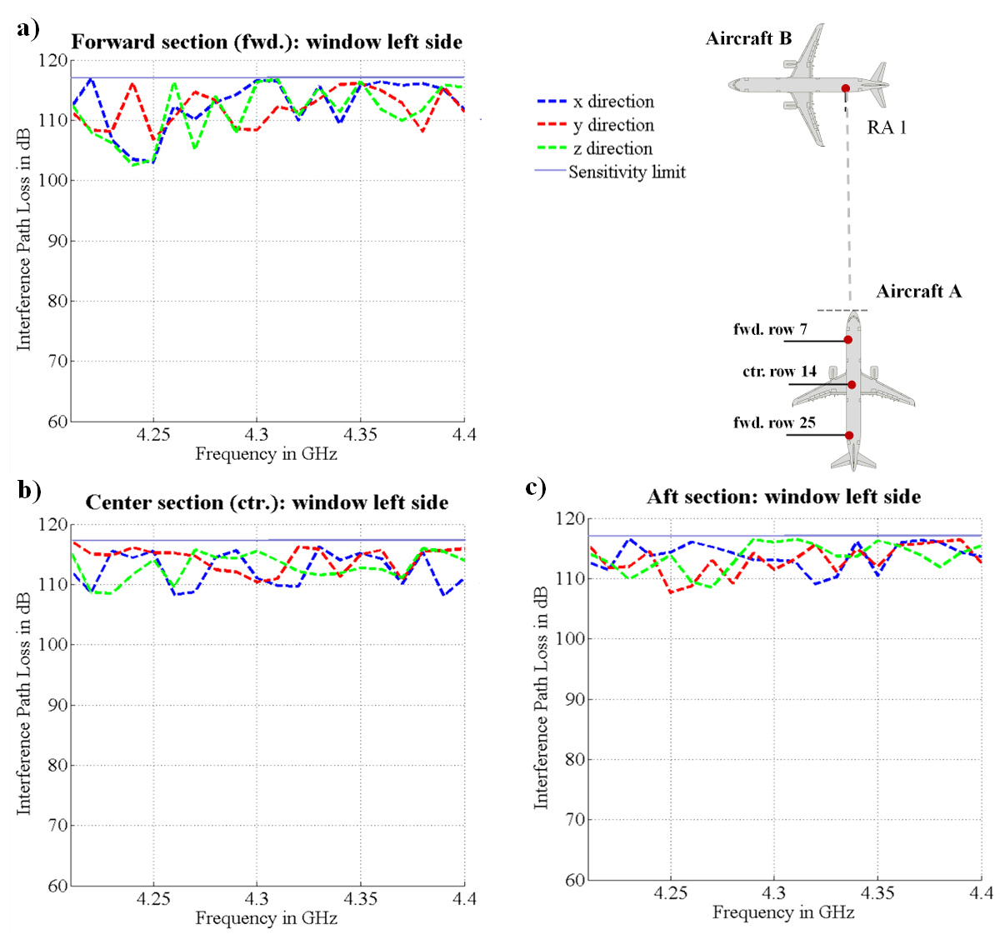 a)
Forward section (fwd.): window left side
120
110
100
90
80
70
60
4.25
4.3
4.35
4.4
Frequency in GHz
Interference Path Loss in dB
x direction
y direction
z direction
Sensitivity limit
Aircraft B
RA 1
Aircraft A
fwd. row 7
ctr. row 14
fwd. row 25
b)
Center section (ctr.): window left side
120
110
100
90
80
70
60
4.25
4.3
4.35
4.4
Frequency in GHz
Interference Path Loss in dB
c)
Aft section: window left side
120
110
100
90
80
70
60
4.25
4.3
4.35
4.4
Frequency in GHz
Interference Path Loss in dB